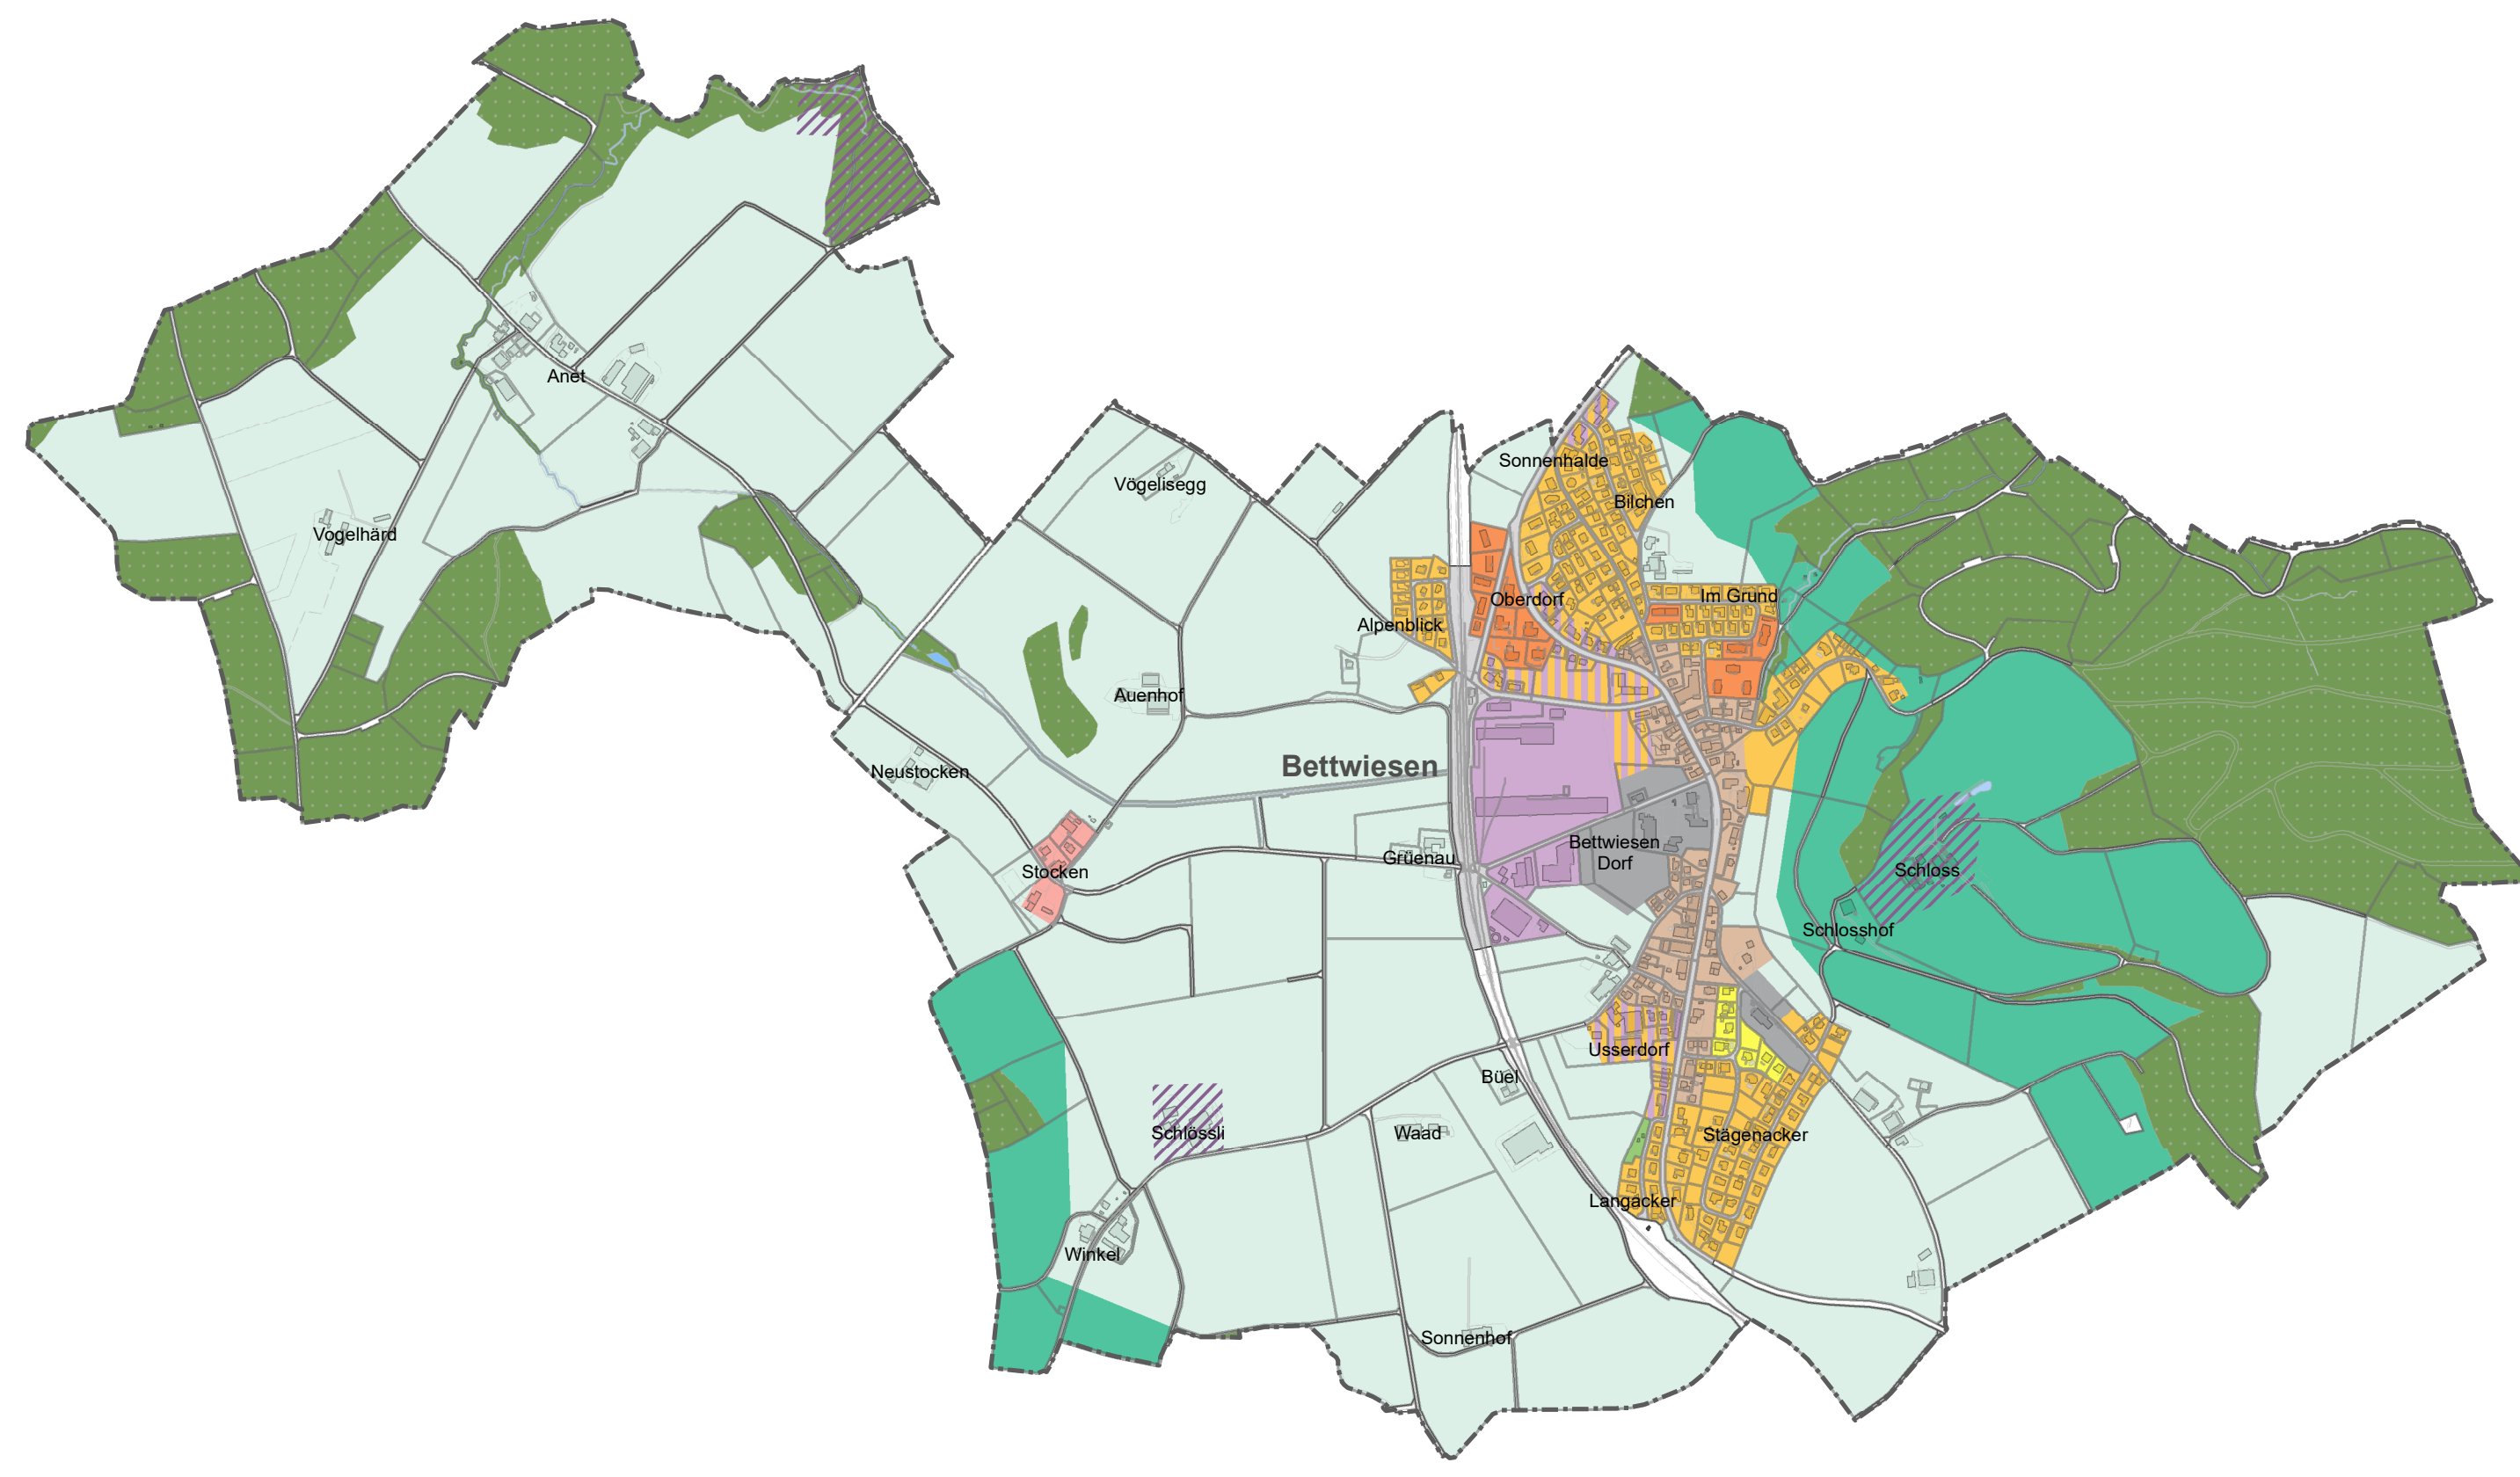 Anet
Sonnenhalde
Vögelisegg
Bilchen
Vogelhärd
Im Grund
Oberdorf
Alpenblick
Auenhof
Bettwiesen
Neustocken
Bettwiesen
Dorf
Grüenau
Stocken
Schloss
Schlosshof
Usserdorf
Büel
Schlössli
Waad
Stägenacker
Langacker
Winkel
Sonnenhof